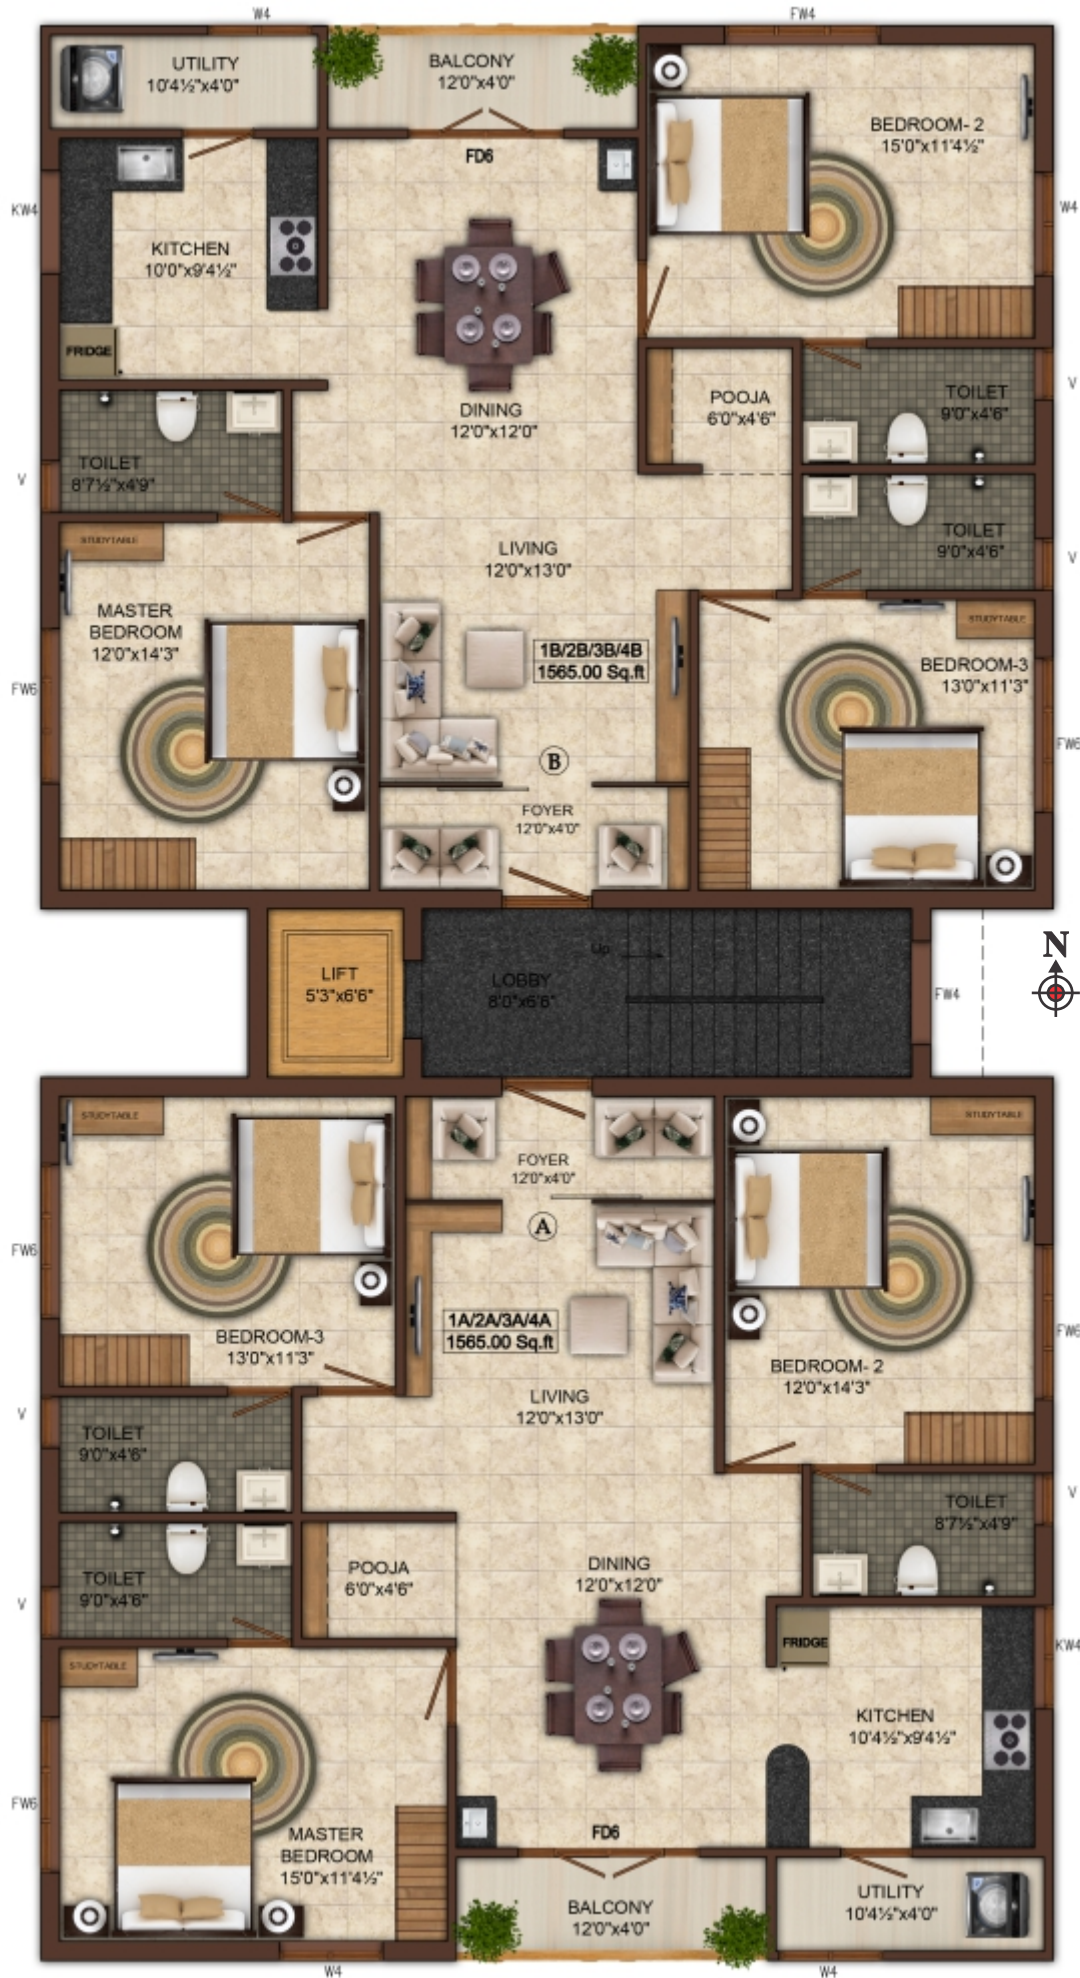 W4
FW4
UTILITY
10'4½"x4'0"
BALCONY
12'0"x4'0"
BEDROOM- 2
15'0"x11'4½"
FD6
KW4
W4
KITCHEN
10'0"x9'4½"
FRIDGE
DINING
12'0"x12'0"
POOJA
6'0"x4'6"
TOILET
9'0"x4'6"
V
TOILET
8'7½"x4'9"
V
TOILET
9'0"x4'6"
V
STUDYTABLE
LIVING
12'0"x13'0"
MASTER
BEDROOM
12'0"x14'3"
STUDYTABLE
1B/2B/3B/4B
1565.00 Sq.ft
BEDROOM-3
13'0"x11'3"
FW6
FW6
B
FOYER
12'0"x4'0"
LIFT
5'3"x6'6"
Up
LOBBY
8'0"x6'6"
FW4
N
STUDYTABLE
STUDYTABLE
FOYER
12'0"x4'0"
A
FW6
1A/2A/3A/4A
1565.00 Sq.ft
FW6
BEDROOM-3
13'0"x11'3"
BEDROOM- 2
12'0"x14'3"
LIVING
12'0"x13'0"
V
TOILET
9'0"x4'6"
V
TOILET
8'7½"x4'9"
DINING
12'0"x12'0"
POOJA
6'0"x4'6"
TOILET
9'0"x4'6"
V
FRIDGE
KW4
STUDYTABLE
KITCHEN
10'4½"x9'4½"
FW6
MASTER
BEDROOM
15'0"x11'4½"
FD6
UTILITY
10'4½"x4'0"
BALCONY
12'0"x4'0"
W4
W4